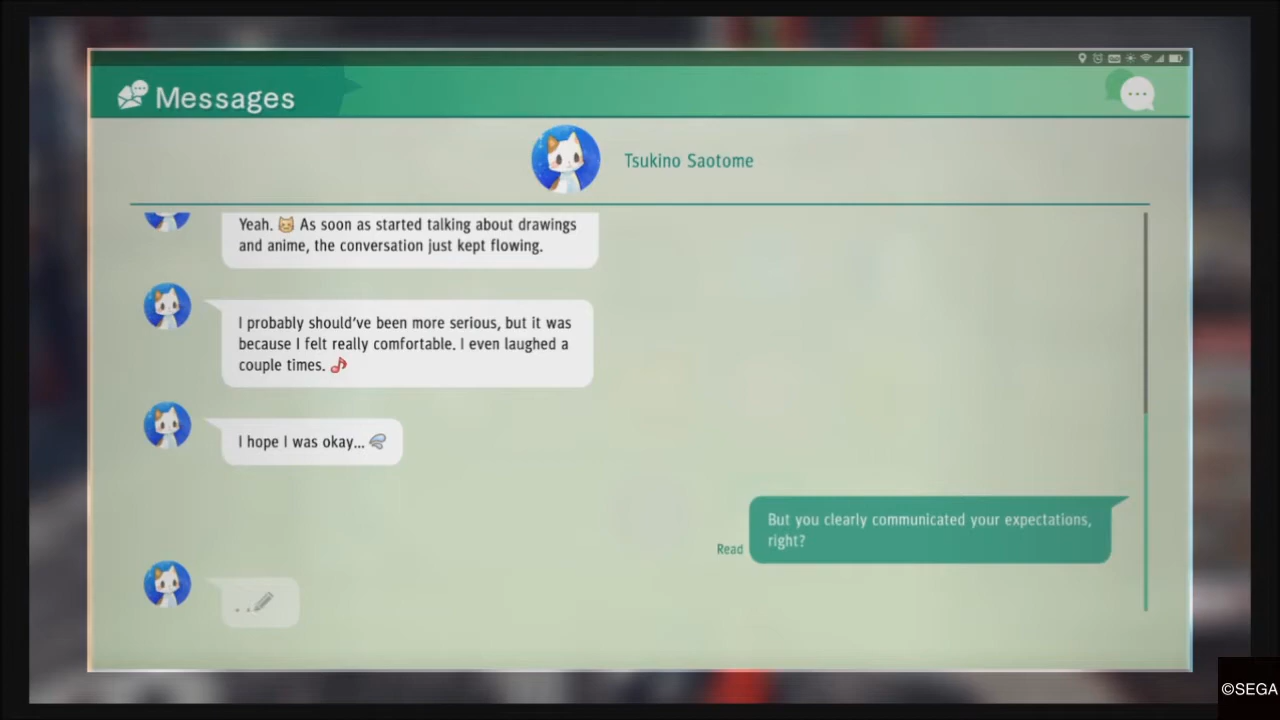 Messages
Tsukino Saotome
Yeah. 🐱 As soon as started talking about drawings
and anime, the conversation just kept flowing.
I probably should've been more serious, but it was
because I felt really comfortable. I even laughed a
couple times. 🎵
I hope I was okay... 💦
But you clearly communicated your expectations,
right?
Read
©SEGA